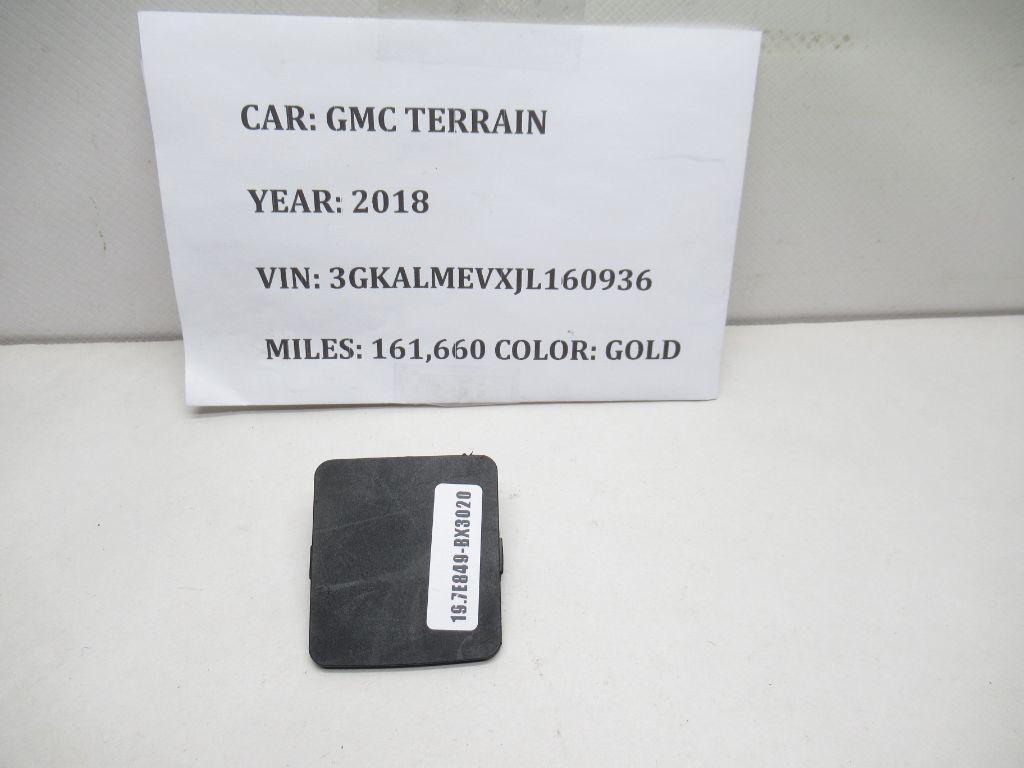 CAR: GMC TERRAIN
YEAR: 2018
VIN: 3GKALMEVXJL160936
MILES: 161,660 COLOR: GOLD
19.7E849-BX3020